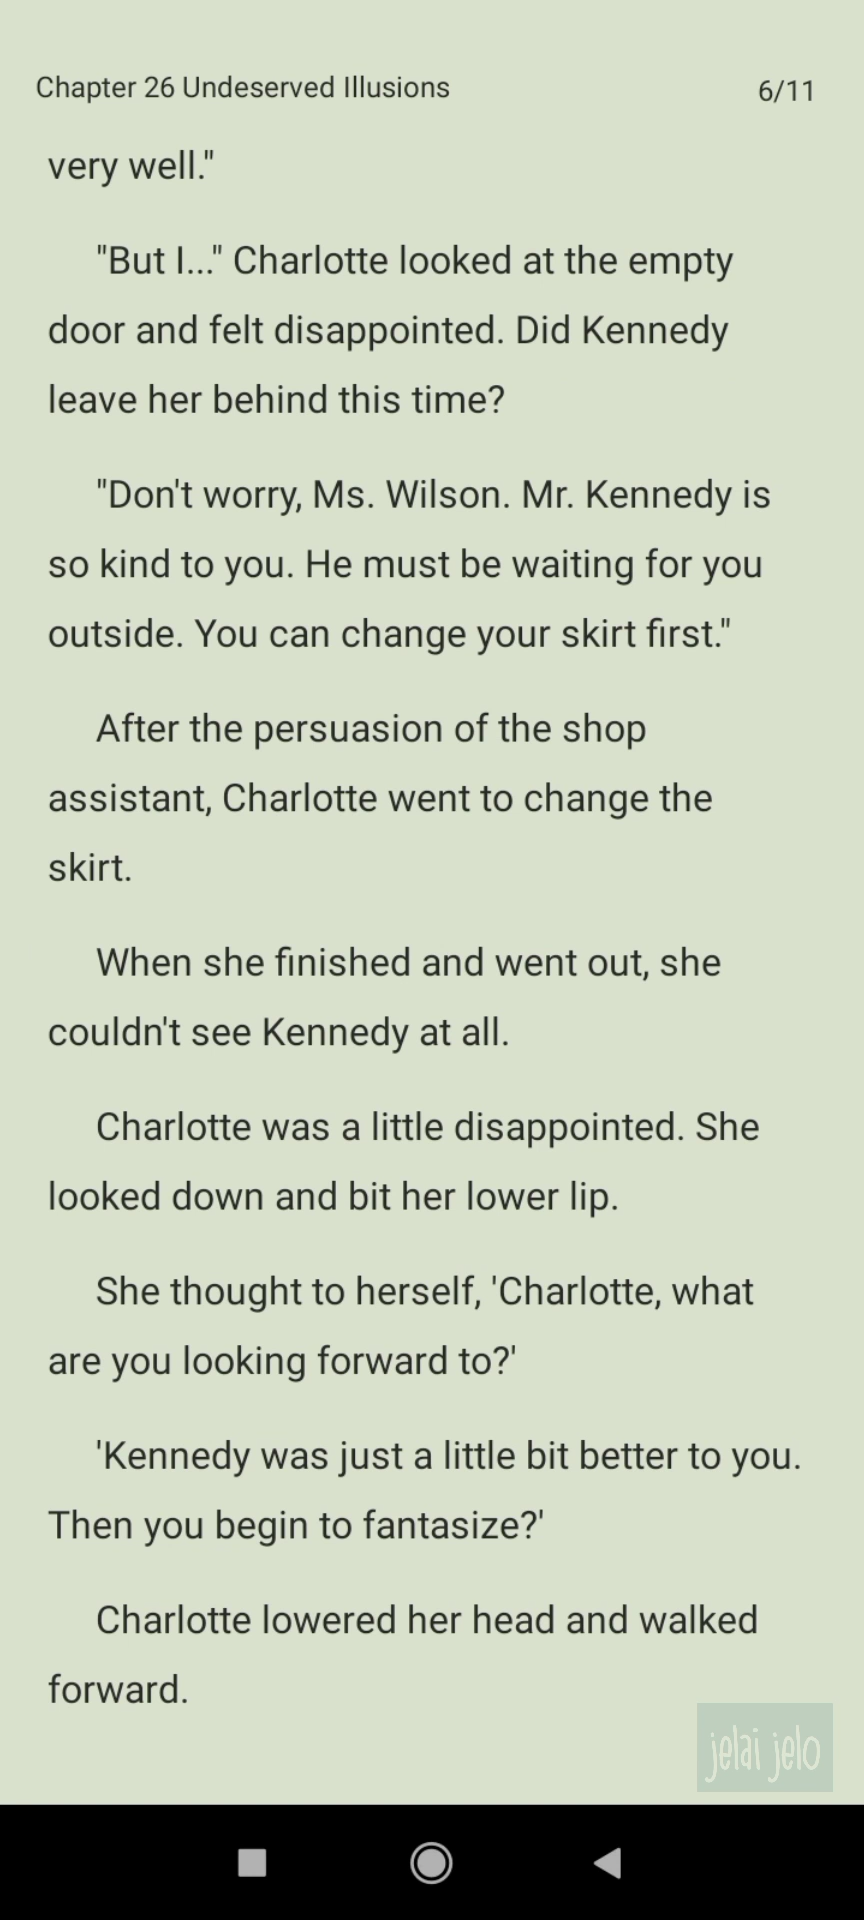 Chapter 26 Undeserved Illusions
6/11
very well."
"But I..." Charlotte looked at the empty
door and felt disappointed. Did Kennedy
leave her behind this time?
"Don't worry, Ms. Wilson. Mr. Kennedy is
so kind to you. He must be waiting for you
outside. You can change your skirt first."
After the persuasion of the shop
assistant, Charlotte went to change the
skirt.
When she finished and went out, she
couldn't see Kennedy at all.
Charlotte was a little disappointed. She
looked down and bit her lower lip.
She thought to herself, 'Charlotte, what
are you looking forward to?'
'Kennedy was just a little bit better to you.
Then you begin to fantasize?'
Charlotte lowered her head and walked
forward.
jelai jelo